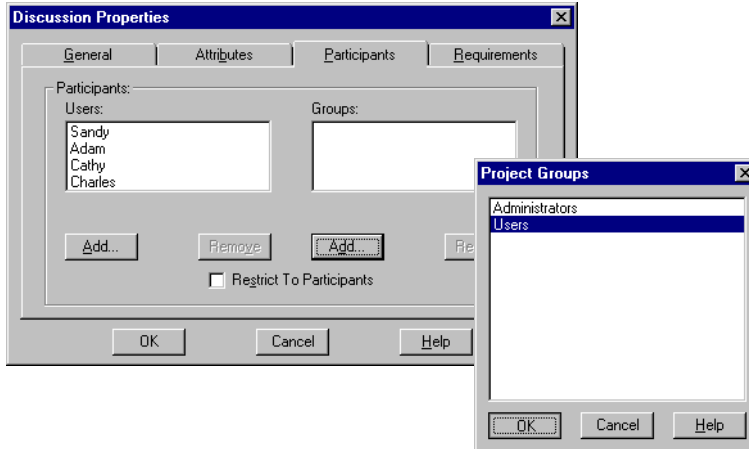 Discussion Properties
General Attributes Participants Requirements
Participants:
Users: Groups:
Sandy
Adam
Cathy
Charles
Add... Remove Add... Re
Restrict To Participants
OK Cancel Help
Project Groups
Administrators
Users
OK Cancel Help